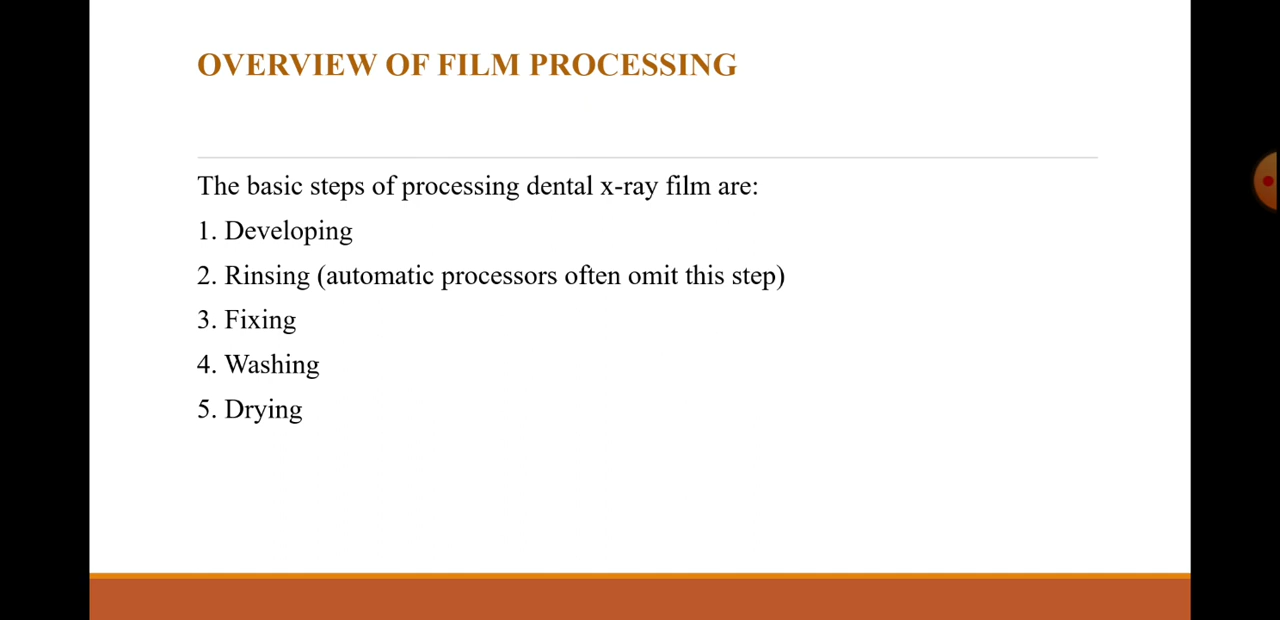 OVERVIEW OF FILM PROCESSING
The basic steps of processing dental x-ray film are:
1. Developing
2. Rinsing (automatic processors often omit this step)
3. Fixing
4. Washing
5. Drying